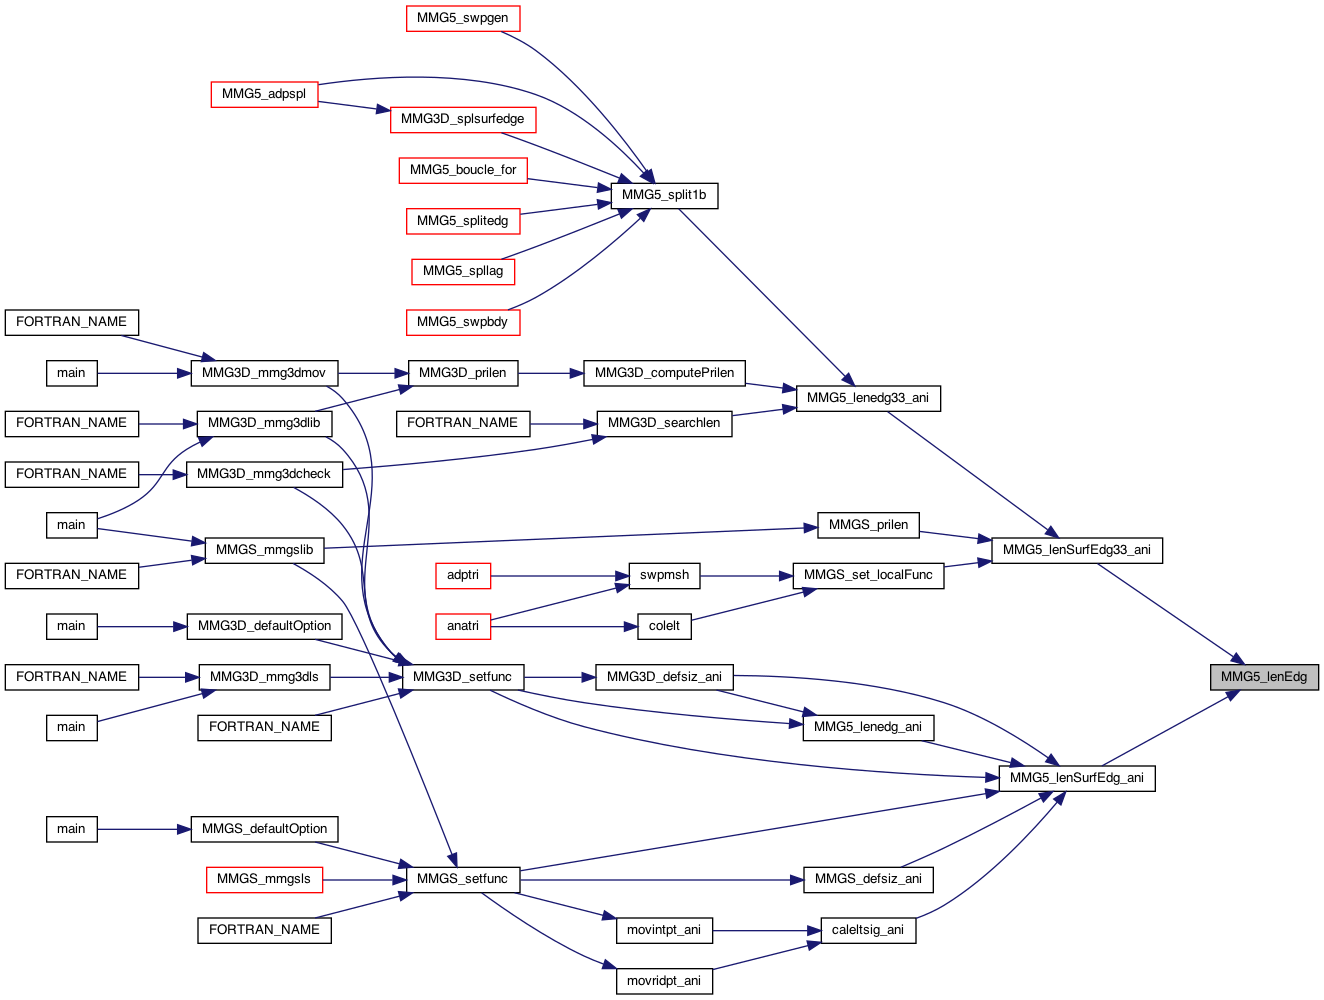 MMG5_swpgen
MMG5_adpspl
MMG3D_splsurfedge
MMG5_boucle_for
MMG5_split1b
MMG5_splitedg
MMG5_spllag
MMG5_swpbdy
FORTRAN_NAME
main
MMG3D_mmg3dmov
MMG3D_prilen
MMG3D_computePrilen
MMG5_lenedg33_ani
FORTRAN_NAME
MMG3D_mmg3dlib
FORTRAN_NAME
MMG3D_searchlen
FORTRAN_NAME
MMG3D_mmg3dcheck
main
MMGS_prilen
MMGS_mmgslib
MMG5_lenSurfEdg33_ani
FORTRAN_NAME
adptri
swpmsh
MMGS_set_localFunc
main
MMG3D_defaultOption
anatri
colelt
FORTRAN_NAME
MMG3D_mmg3dls
MMG3D_setfunc
MMG3D_defsiz_ani
MMG5_lenEdg
main
FORTRAN_NAME
MMG5_lenedg_ani
MMG5_lenSurfEdg_ani
main
MMGS_defaultOption
MMGS_mmgsls
MMGS_setfunc
MMGS_defsiz_ani
FORTRAN_NAME
movintpt_ani
caleltsig_ani
movridpt_ani